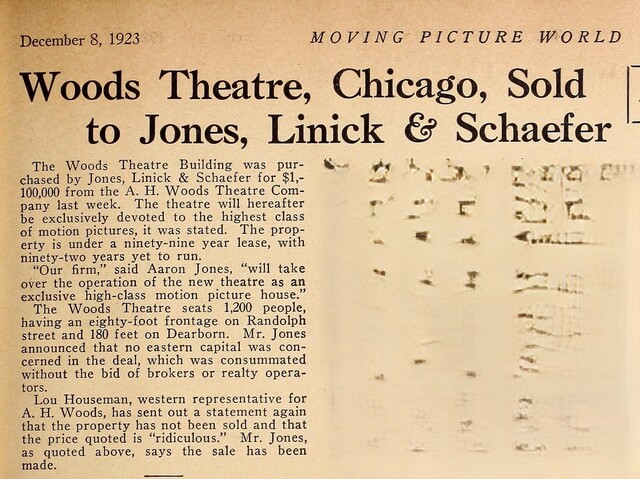 December 8, 1923 MOVING PICTURE WORLD
Woods Theatre, Chicago, Sold
to Jones, Linick & Schaefer
The Woods Theatre Building was pur-
chased by Jones, Linick & Schaefer for $1,-
100,000 from the A. H. Woods Theatre Com-
pany last week. The theatre will hereafter
be exclusively devoted to the highest class
of motion pictures, it was stated. The prop-
erty is under a ninety-nine year lease, with
ninety-two years yet to run.
“Our firm,” said Aaron Jones, “will take
over the operation of the new theatre as an
exclusive high-class motion picture house.”
The Woods Theatre seats 1,200 people,
having an eighty-foot frontage on Randolph
street and 180 feet on Dearborn. Mr. Jones
announced that no eastern capital was con-
cerned in the deal, which was consummated
without the bid of brokers or realty opera-
tors.
Lou Houseman, western representative for
A. H. Woods, has sent out a statement again
that the property has not been sold and that
the price quoted is “ridiculous.” Mr. Jones,
as quoted above, says the sale has been
made.